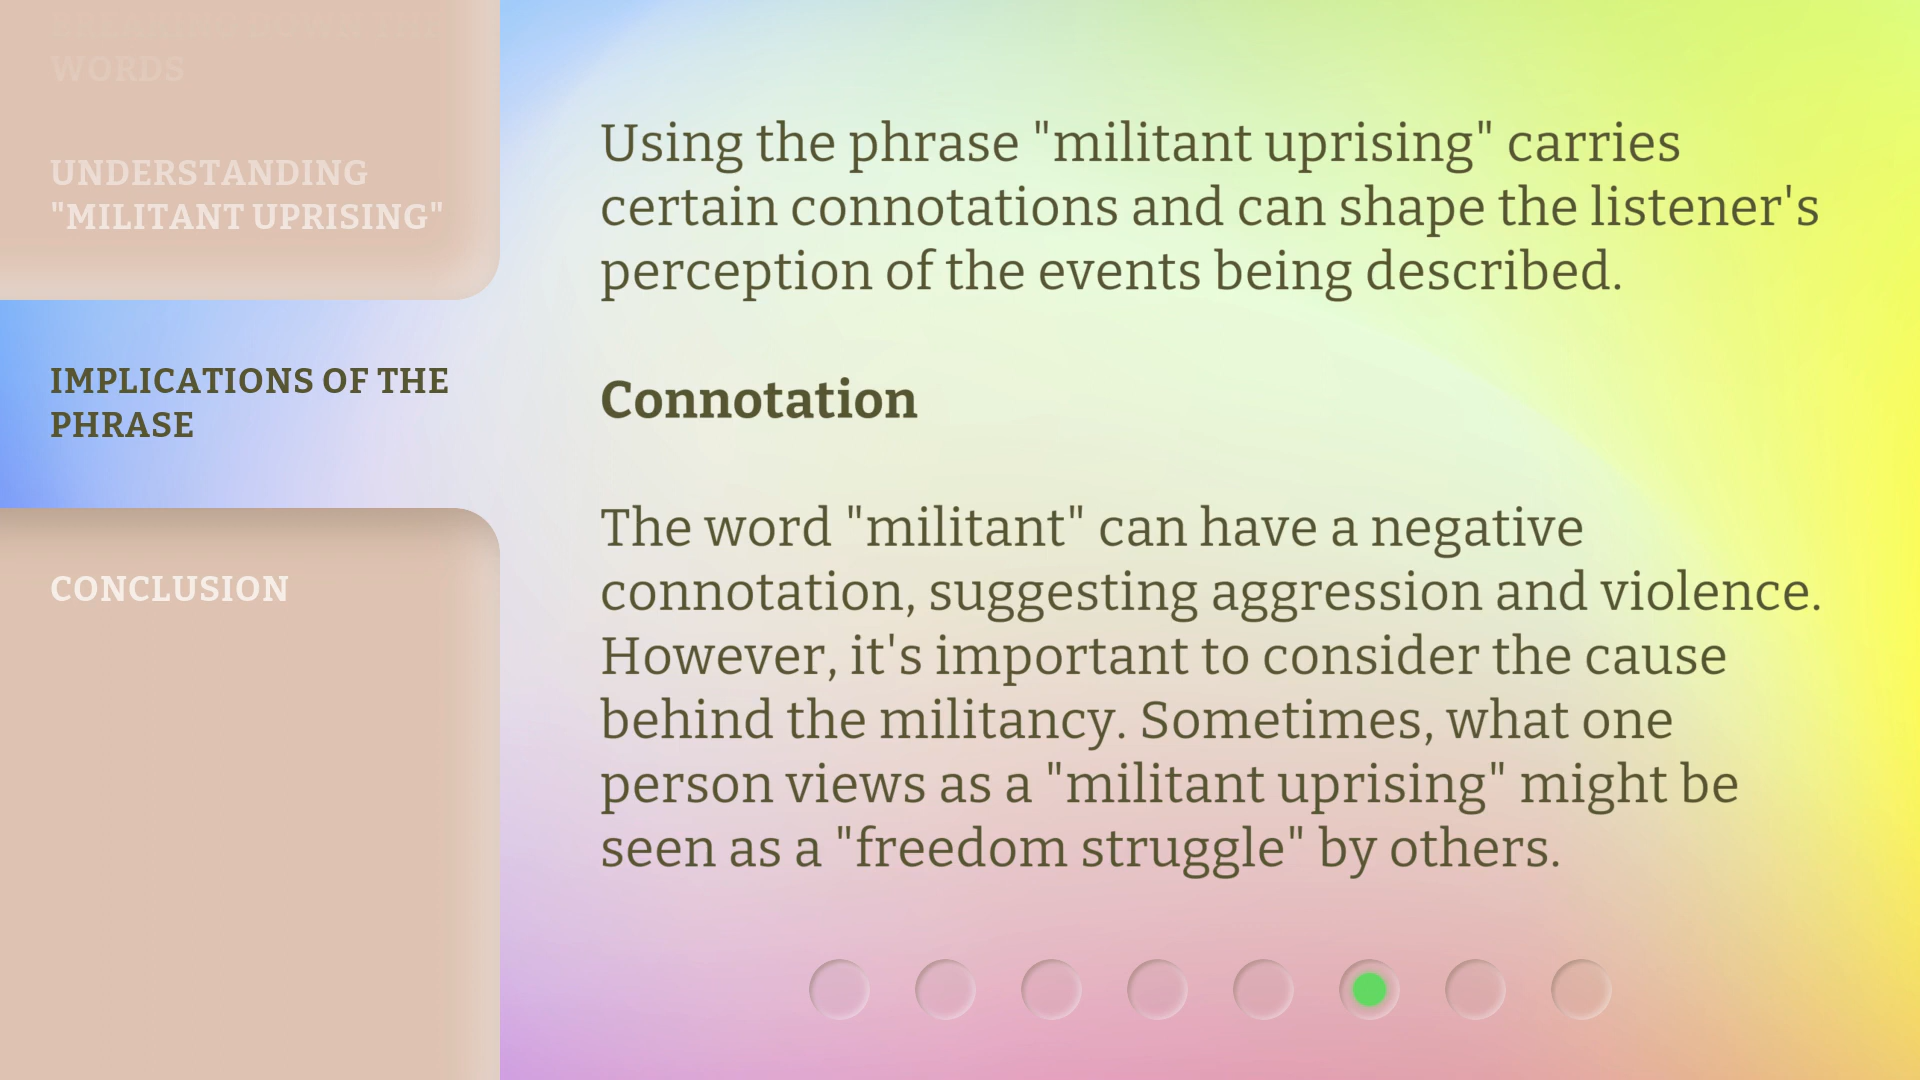 BREAKING DOWN THE
WORDS
UNDERSTANDING
"MILITANT UPRISING"
IMPLICATIONS OF THE
PHRASE
CONCLUSION
Using the phrase "militant uprising" carries
certain connotations and can shape the listener's
perception of the events being described.
Connotation
The word "militant" can have a negative
connotation, suggesting aggression and violence.
However, it's important to consider the cause
behind the militancy. Sometimes, what one
person views as a "militant uprising" might be
seen as a "freedom struggle" by others.